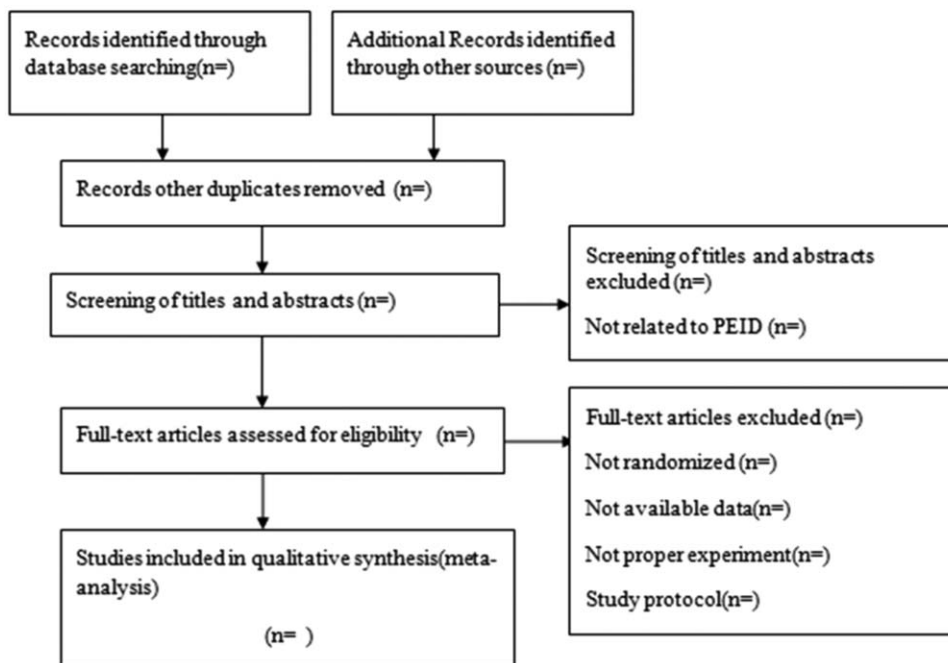 Records identified through
database searching(n=)
Additional Records identified
through other sources (n=)
Records other duplicates removed (n=)
Screening of titles and abstracts
excluded (n=)
Not related to PEID (n=)
Screening of titles and abstracts (n=)
Full-text articles assessed for eligibility (n=)
Full-text articles excluded (n=)
Not randomized (n=)
Not available data(n=)
Not proper experiment(n=)
Study protocol(n=)
Studies included in qualitative synthesis(meta-
analysis)
(n= )